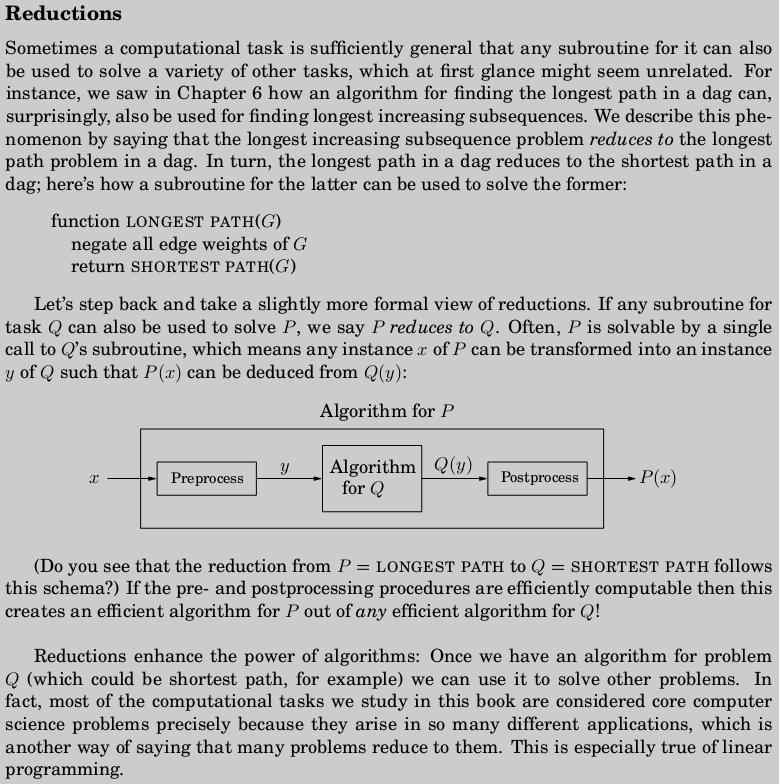 Reductions
Sometimes a computational task is sufficiently general that any subroutine for it can also
be used to solve a variety of other tasks, which at first glance might seem unrelated. For
instance, we saw in Chapter 6 how an algorithm for finding the longest path in a dag can,
surprisingly, also be used for finding longest increasing subsequences. We describe this phe-
nomenon by saying that the longest increasing subsequence problem reduces to the longest
path problem in a dag. In turn, the longest path in a dag reduces to the shortest path in a
dag; here's how a subroutine for the latter can be used to solve the former:
function LONGEST PATH(G)
negate all edge weights of G
return SHORTEST PATH(G)
Let's step back and take a slightly more formal view of reductions. If any subroutine for
task Q can also be used to solve P, we say P reduces to Q. Often, P is solvable by a single
call to Q's subroutine, which means any instance x of P can be transformed into an instance
y of Q such that P(x) can be deduced from Q(y):
Algorithm for P
x
Preprocess
y
Algorithm
for Q
Q(y)
Postprocess
P(x)
(Do you see that the reduction from P = LONGEST PATH to Q = SHORTEST PATH follows
this schema?) If the pre- and postprocessing procedures are efficiently computable then this
creates an efficient algorithm for P out of any efficient algorithm for Q!
Reductions enhance the power of algorithms: Once we have an algorithm for problem
Q (which could be shortest path, for example) we can use it to solve other problems. In
fact, most of the computational tasks we study in this book are considered core computer
science problems precisely because they arise in so many different applications, which is
another way of saying that many problems reduce to them. This is especially true of linear
programming.